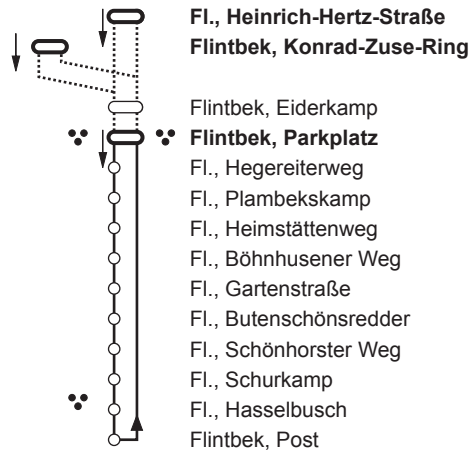 Fl., Heinrich-Hertz-Straße
Flintbek, Konrad-Zuse-Ring
Flintbek, Eiderkamp
Flintbek, Parkplatz
Fl., Hegereiterweg
Fl., Plambekskamp
Fl., Heimstättenweg
Fl., Böhnhusener Weg
Fl., Gartenstraße
Fl., Butenschönsredder
Fl., Schönhorster Weg
Fl., Schurkamp
Fl., Hasselbusch
Flintbek, Post